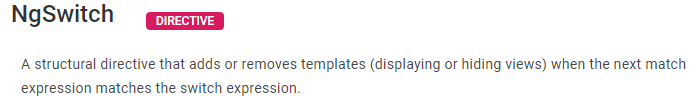 NgSwitch DIRECTIVE
A structural directive that adds or removes templates (displaying or hiding views) when the next match
expression matches the switch expression.